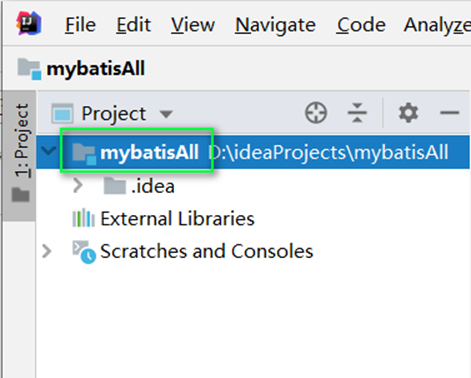 File Edit View Navigate Code Analyze
mybatisAll
1: Project
Project
mybatisAll D:\ideaProjects\mybatisAll
.idea
External Libraries
Scratches and Consoles